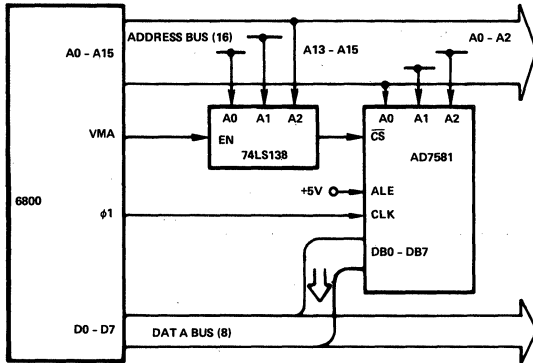 ADDRESS BUS (16)
A0 – A15
A13 – A15
A0 – A2
A0 A1 A2
EN
74LS138
A0 A1 A2
CS
AD7581
VMA
+5V
ALE
6800
ϕ1
CLK
DB0 – DB7
D0 – D7
DATA BUS (8)